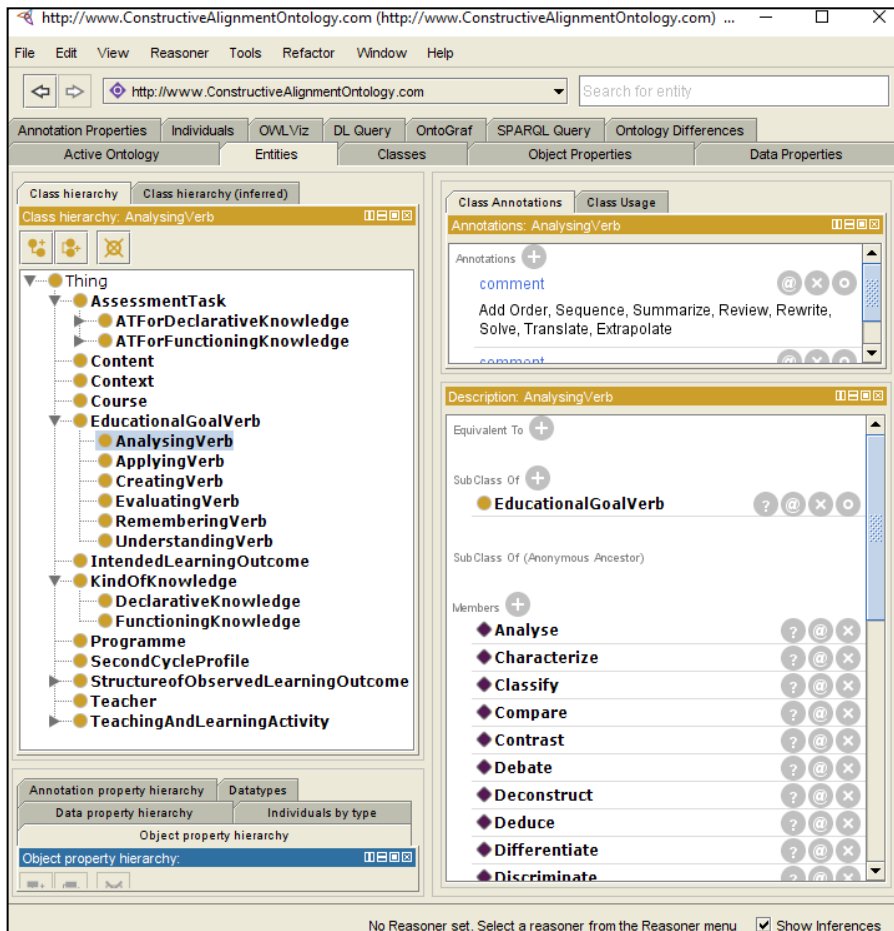 http://www.ConstructiveAlignmentOntology.com (http://www.ConstructiveAlignmentOntology.com) ...
File Edit View Reasoner Tools Refactor Window Help
http://www.ConstructiveAlignmentOntology.com
Search for entity
Annotation Properties Individuals OWLViz DL Query OntoGraf SPARQL Query Ontology Differences
Active Ontology Entities Classes Object Properties Data Properties
Class hierarchy Class hierarchy (inferred)
Class hierarchy: AnalysingVerb
Thing
AssessmentTask
ATForDeclarativeKnowledge
ATForFunctioningKnowledge
Content
Context
Course
EducationalGoalVerb
AnalysingVerb
ApplyingVerb
CreatingVerb
EvaluatingVerb
RememberingVerb
UnderstandingVerb
IntendedLearningOutcome
KindOfKnowledge
DeclarativeKnowledge
FunctioningKnowledge
Programme
SecondCycleProfile
StructureofObservedLearningOutcome
Teacher
TeachingAndLearningActivity
Annotation property hierarchy Datatypes
Data property hierarchy Individuals by type
Object property hierarchy
Object property hierarchy:
Class Annotations Class Usage
Annotations: AnalysingVerb
Annotations
comment
Add Order, Sequence, Summarize, Review, Rewrite,
Solve, Translate, Extrapolate
comment
Description: AnalysingVerb
Equivalent To
SubClass Of
EducationalGoalVerb
SubClass Of (Anonymous Ancestor)
Members
Analyse
Characterize
Classify
Compare
Contrast
Debate
Deconstruct
Deduce
Differentiate
Discriminate
No Reasoner set. Select a reasoner from the Reasoner menu Show Inferences